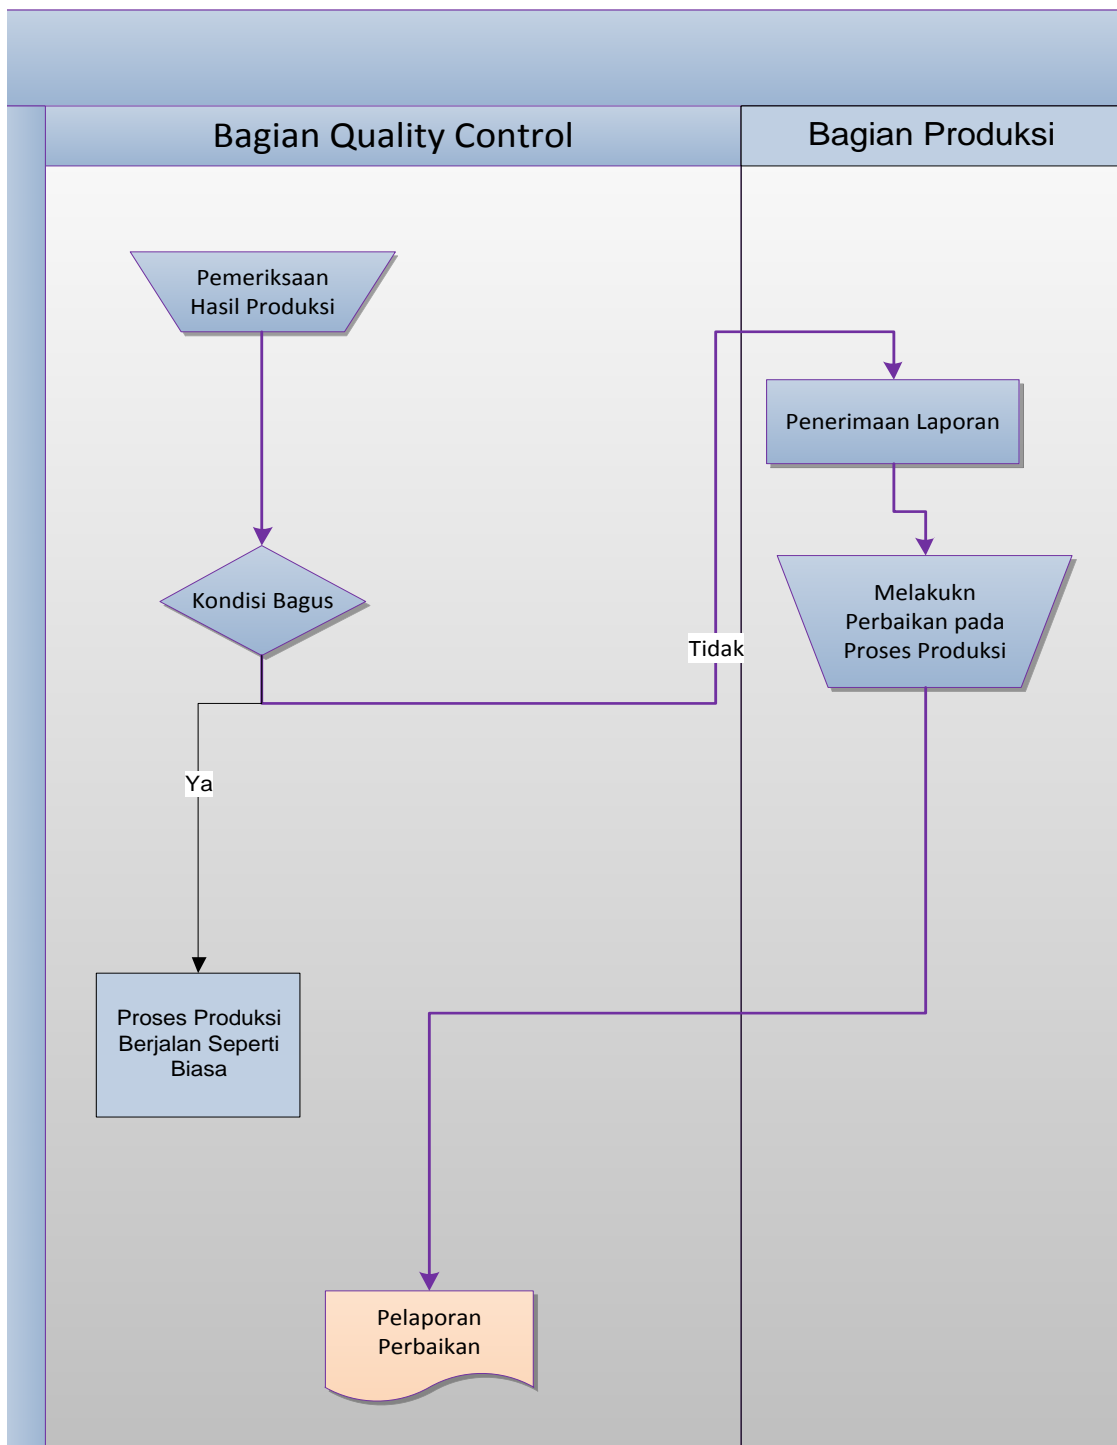 Bagian Quality Control
Bagian Produksi
Pemeriksaan
Hasil Produksi
Penerimaan Laporan
Kondisi Bagus
Melakukn
Perbaikan pada
Proses Produksi
Tidak
Ya
Proses Produksi
Berjalan Seperti
Biasa
Pelaporan
Perbaikan